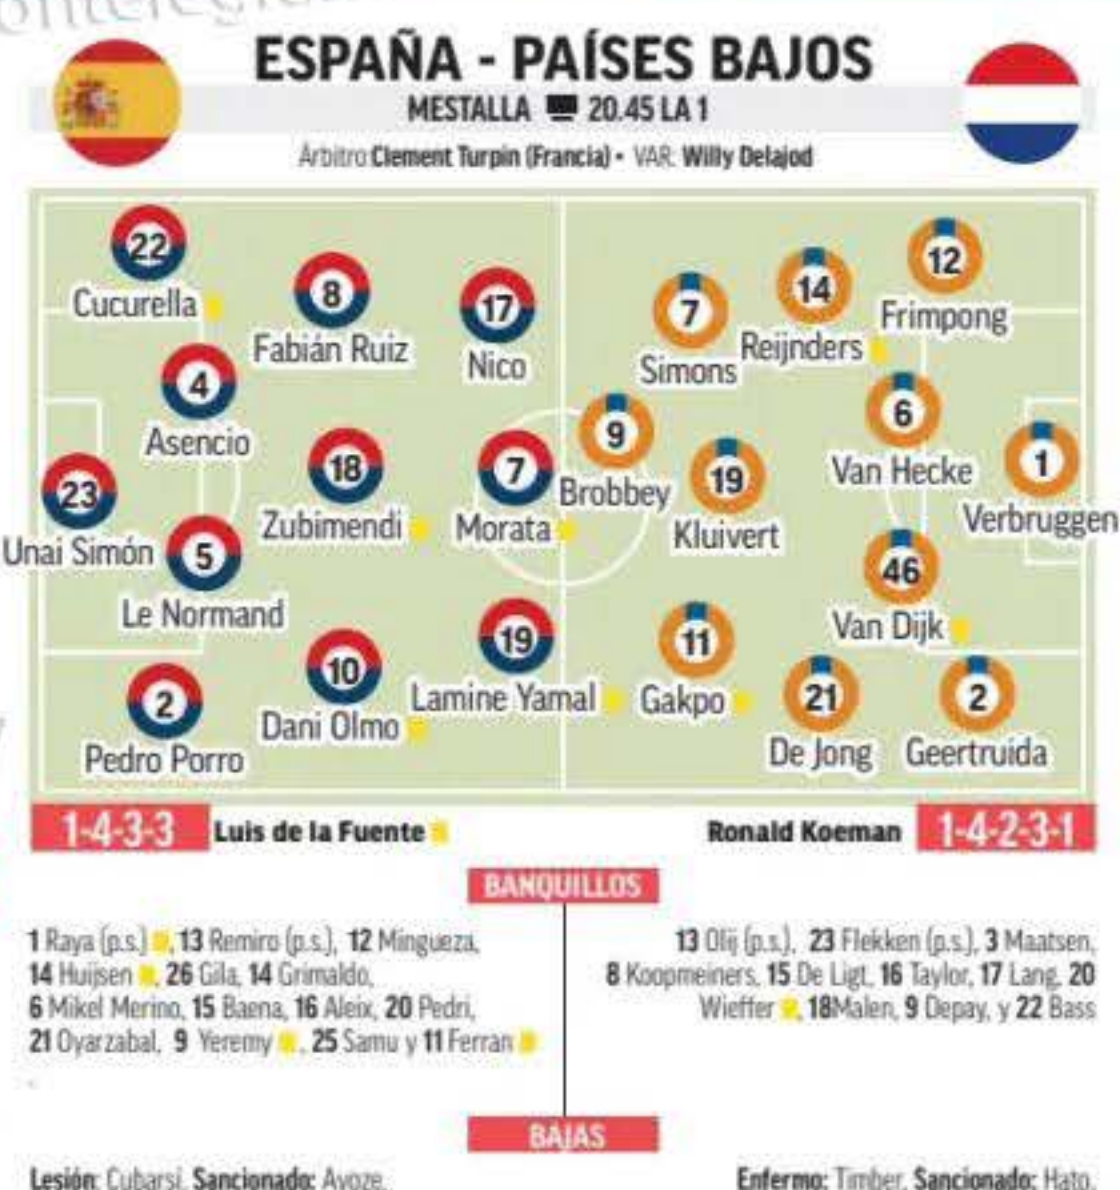 ESPAÑA - PAÍSES BAJOS
MESTALLA 20.45 LA 1
Árbitro: Clement Turpin (Francia) • VAR: Willy Delajod
22
Cucurella
8
Fabián Ruiz
17
Nico
4
Asencio
23
Unai Simón
18
Zubimendi
7
Morata
5
Le Normand
2
Pedro Porro
10
Dani Olmo
19
Lamine Yamal
7
Simons
14
Reijnders
12
Frimpong
9
Brobbey
19
Kluivert
6
Van Hecke
1
Verbruggen
46
Van Dijk
11
Gakpo
21
De Jong
2
Geertruida
1-4-3-3 Luis de la Fuente
Ronald Koeman 1-4-2-3-1
BANQUILLOS
1 Raya (p.s.), 13 Remiro (p.s.), 12 Mingueza,
14 Huijsen, 26 Gila, 14 Grimaldo,
6 Mikel Merino, 15 Baena, 16 Aleix, 20 Pedri,
21 Oyarzabal, 9 Yeremy, 25 Samu y 11 Ferran
13 Olij (p.s.), 23 Flekken (p.s.), 3 Maatsen,
8 Koopmeiners, 15 De Ligt, 16 Taylor, 17 Lang, 20
Wieffer, 18Malen, 9 Depay, y 22 Bass
BAJAS
Lesión: Cubarsí. Sancionado: Ayoze.
Enfermo: Timber. Sancionado: Hato.